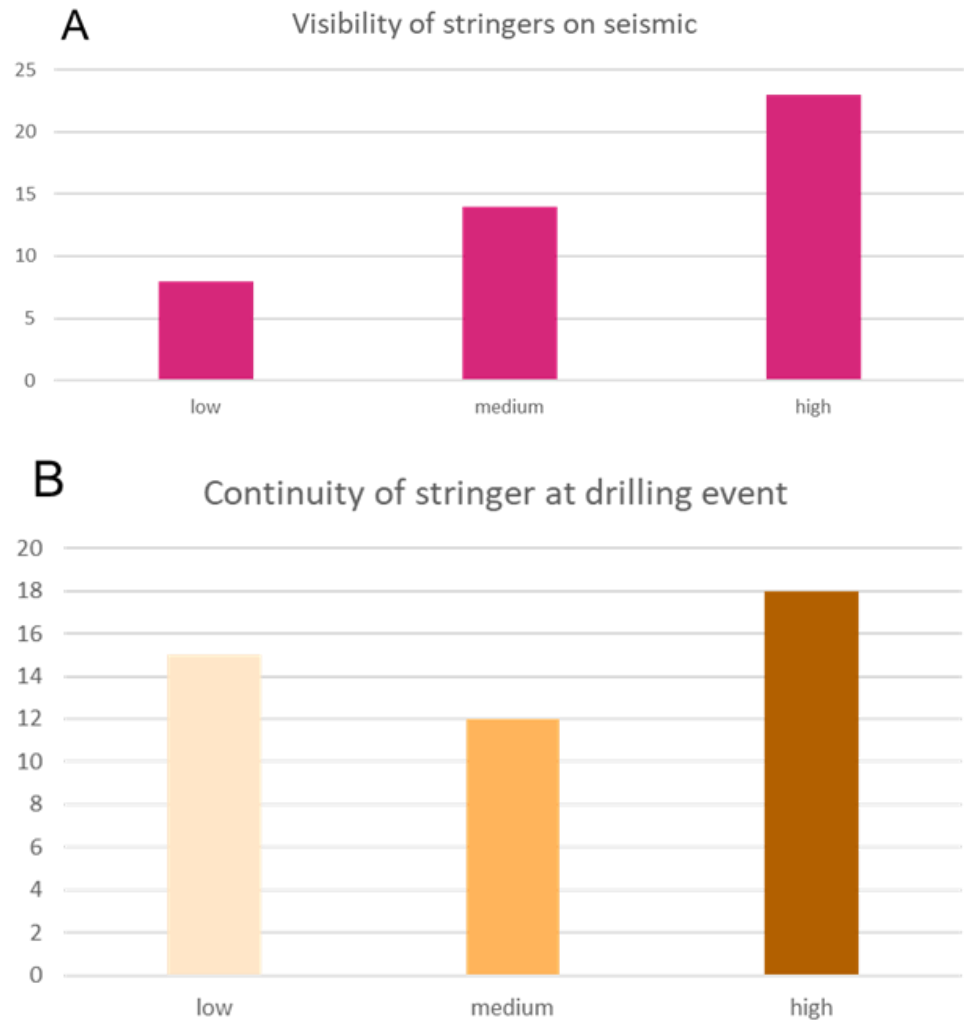 A
Visibility of stringers on seismic
25
20
15
10
5
0
low medium high
B
Continuity of stringer at drilling event
20
18
16
14
12
10
8
6
4
2
0
low medium high